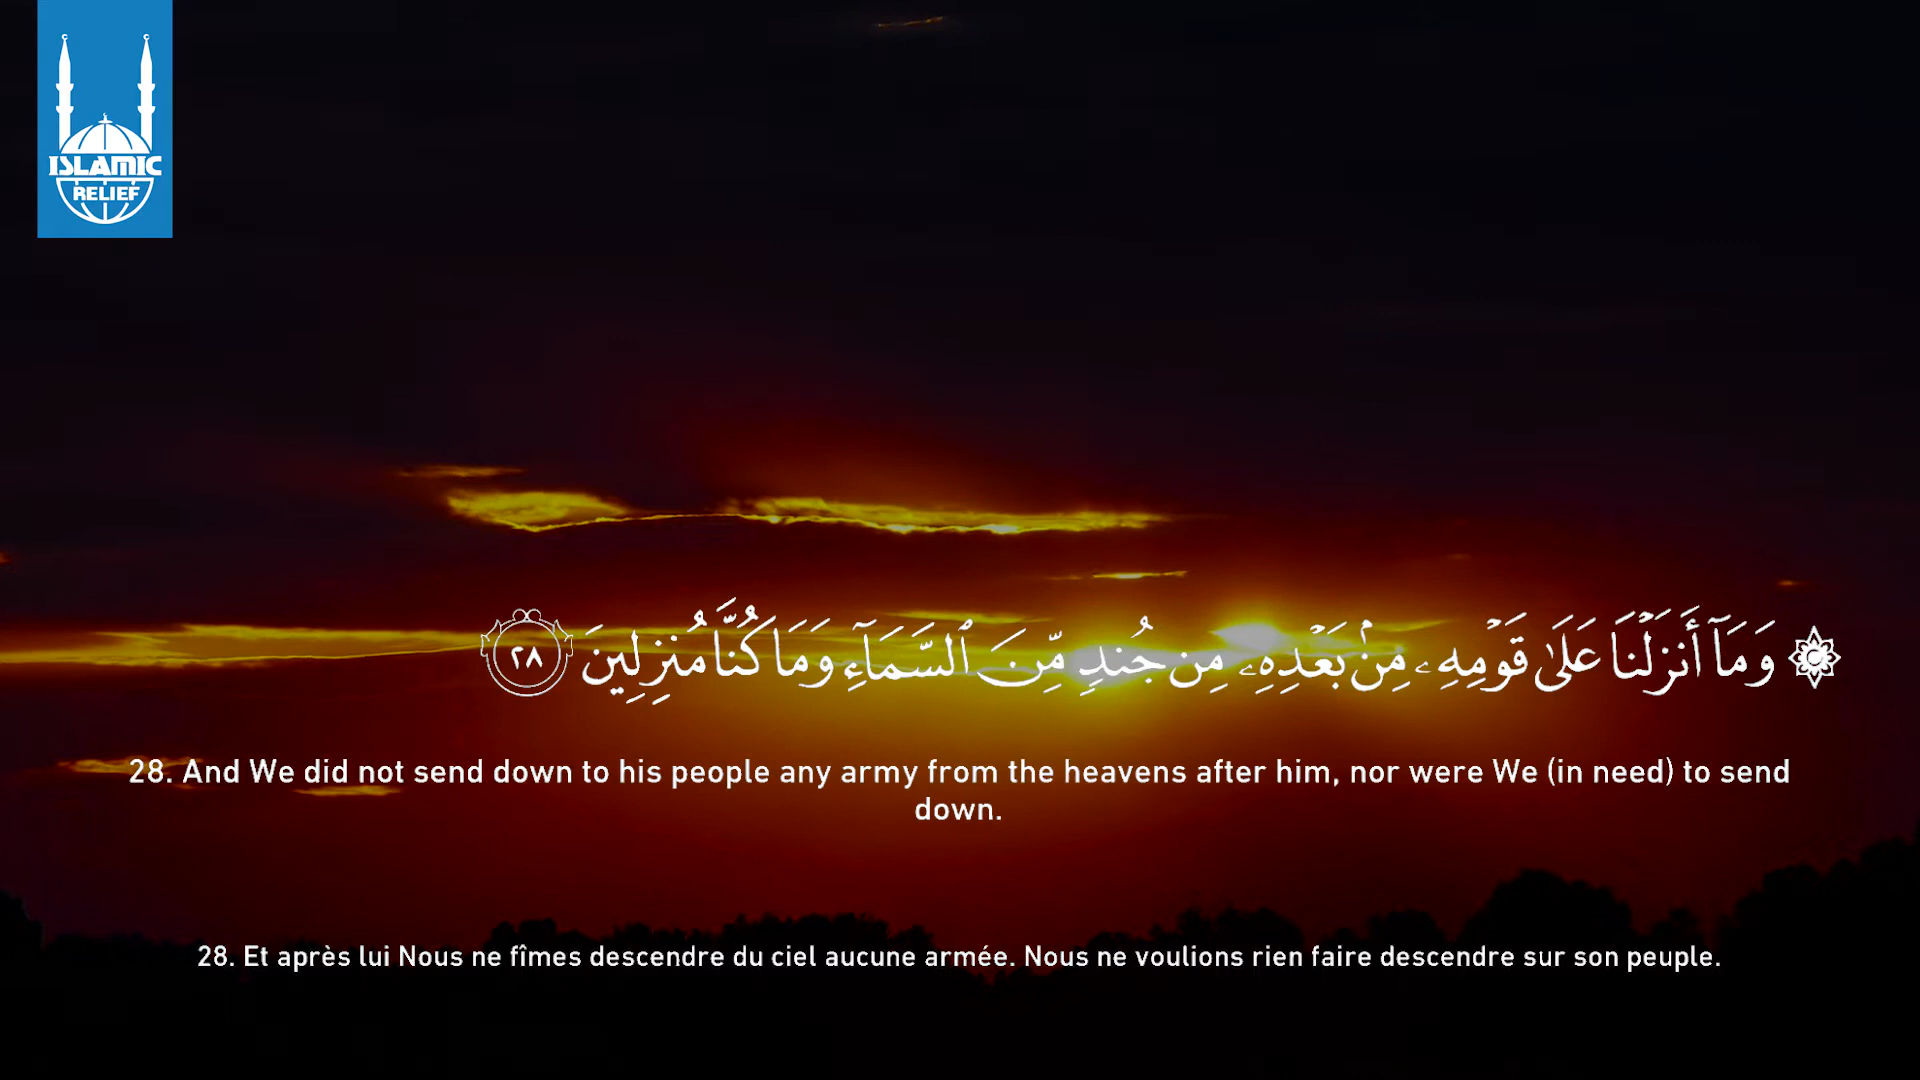 ISLAMIC
RELIEF
۞ وَمَآ أَنزَلْنَا عَلَىٰ قَوْمِهِۦ مِنۢ بَعْدِهِۦ مِن جُندٍ مِّنَ ٱلسَّمَآءِ وَمَا كُنَّا مُنزِلِينَ ٢٨
28. And We did not send down to his people any army from the heavens after him, nor were We (in need) to send
down.
28. Et après lui Nous ne fîmes descendre du ciel aucune armée. Nous ne voulions rien faire descendre sur son peuple.